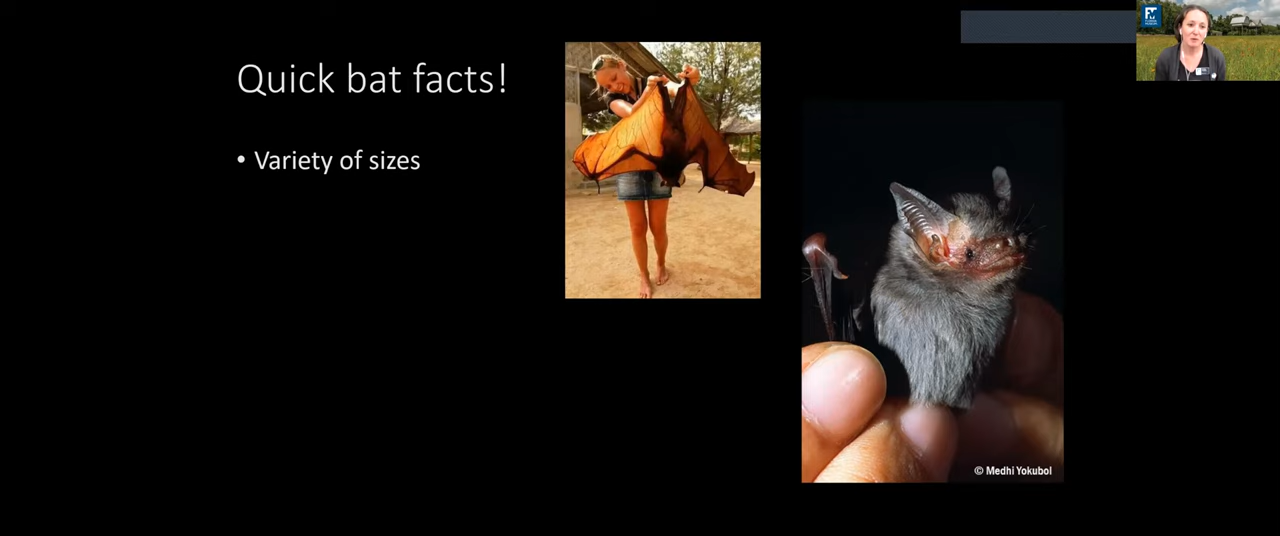 Quick bat facts!
• Variety of sizes
© Medhi Yokubol